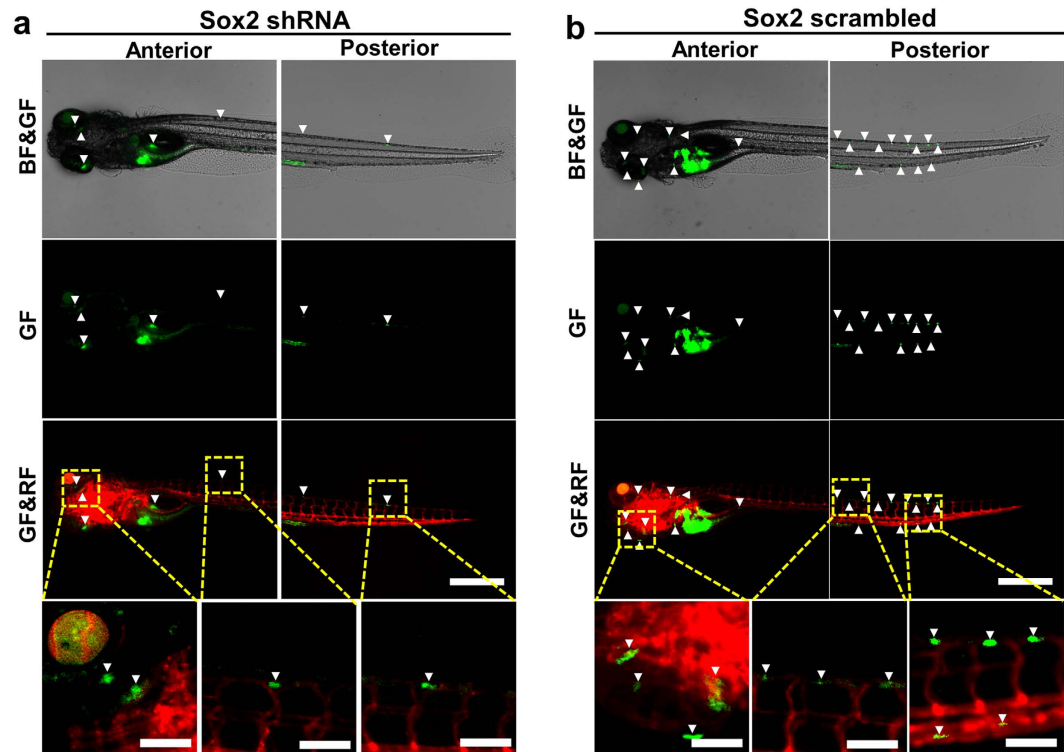 a
Sox2 shRNA
Anterior
Posterior
BF&GF
GF
GF&RF
b
Sox2 scrambled
Anterior
Posterior
BF&GF
GF
GF&RF